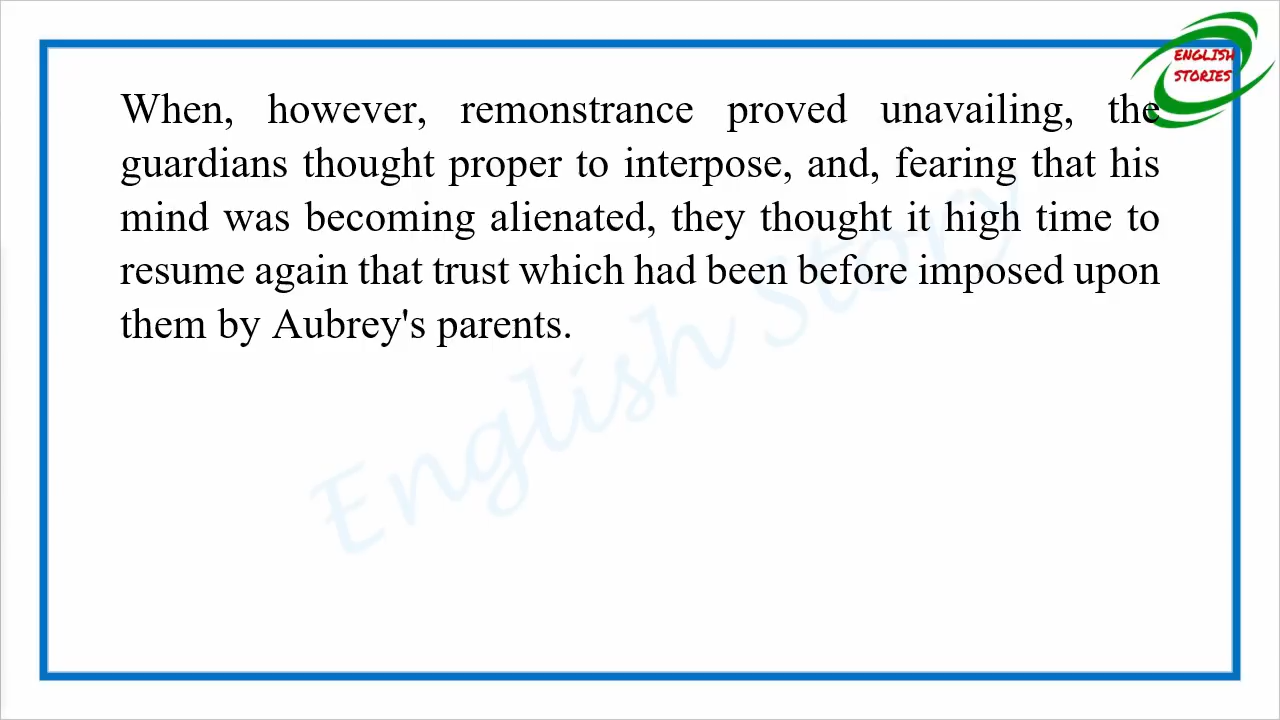 ENGLISH
STORIES
When, however, remonstrance proved unavailing, the
guardians thought proper to interpose, and, fearing that his
mind was becoming alienated, they thought it high time to
resume again that trust which had been before imposed upon
them by Aubrey's parents.
English Story